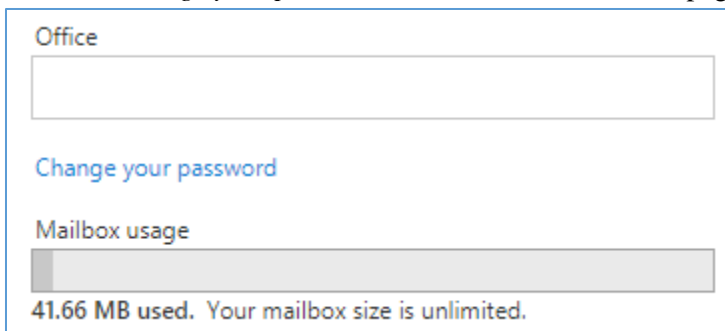 Office
Change your password
Mailbox usage
41.66 MB used. Your mailbox size is unlimited.